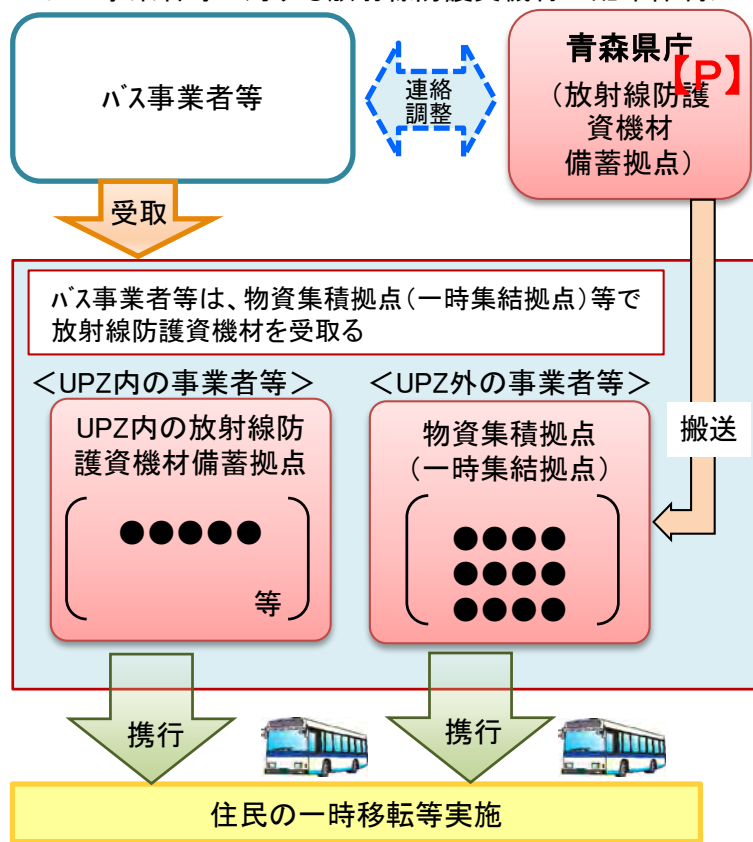 バス事業者等
連絡
調整
青森県庁
【P】
(放射線防護
資機材
備蓄拠点)
受取
バス事業者等は、物資集積拠点(一時集結拠点)等で
放射線防護資機材を受取る
<UPZ内の事業者等>
<UPZ外の事業者等>
UPZ内の放射線防
護資機材備蓄拠点
●●●●●
等
物資集積拠点
(一時集結拠点)
●●●●
●●●●
●●●●
搬送
携行
携行
住民の一時移転等実施